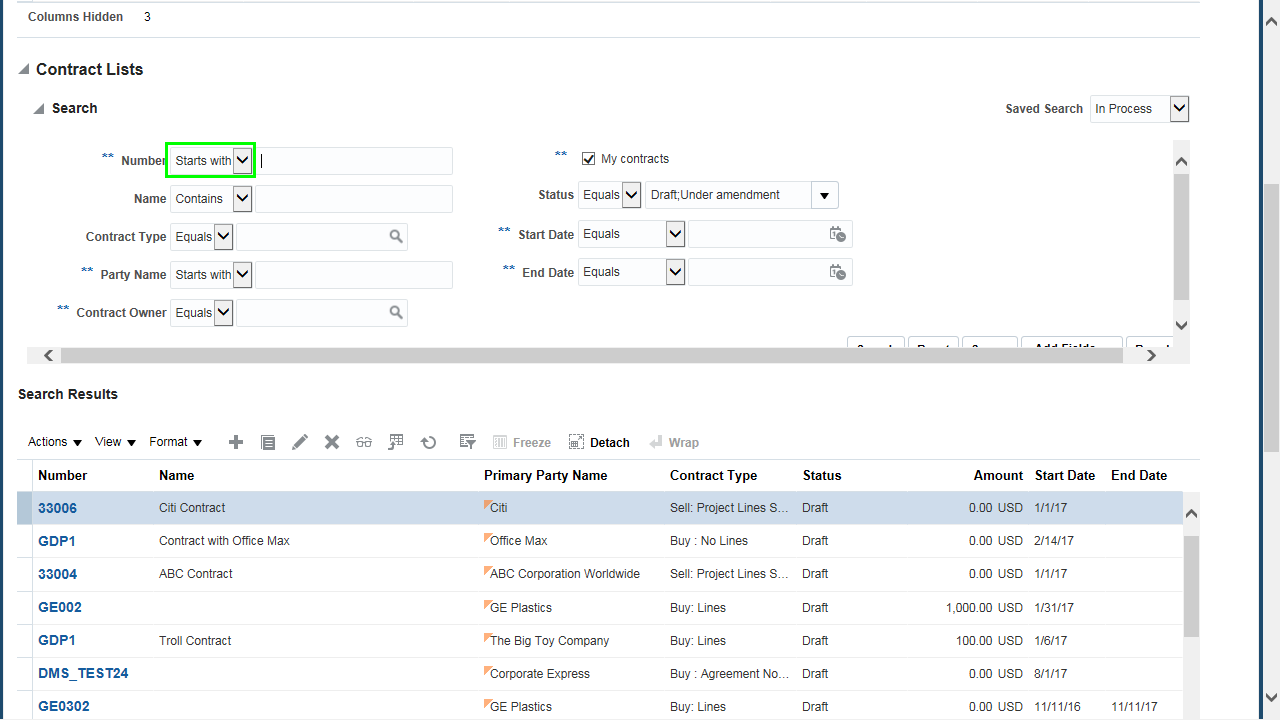 Columns Hidden 3
Contract Lists
Search
Saved Search In Process
** Number Starts with
** My contracts
Name Contains
Status Equals Draft;Under amendment
Contract Type Equals
** Start Date Equals
** Party Name Starts with
** End Date Equals
** Contract Owner Equals
Add Fields
Search Results
Actions View Format Freeze Detach Wrap
Number Name Primary Party Name Contract Type Status Amount Start Date End Date
33006 Citi Contract Citi Sell: Project Lines S... Draft 0.00 USD 1/1/17
GDP1 Contract with Office Max Office Max Buy : No Lines Draft 0.00 USD 2/14/17
33004 ABC Contract ABC Corporation Worldwide Sell: Project Lines S... Draft 0.00 USD 1/1/17
GE002 GE Plastics Buy: Lines Draft 1,000.00 USD 1/31/17
GDP1 Troll Contract The Big Toy Company Buy: Lines Draft 100.00 USD 1/6/17
DMS_TEST24 Corporate Express Buy : Agreement No... Draft 0.00 USD 8/1/17
GE0302 GE Plastics Buy: Lines Draft 0.00 USD 11/11/16 11/11/17